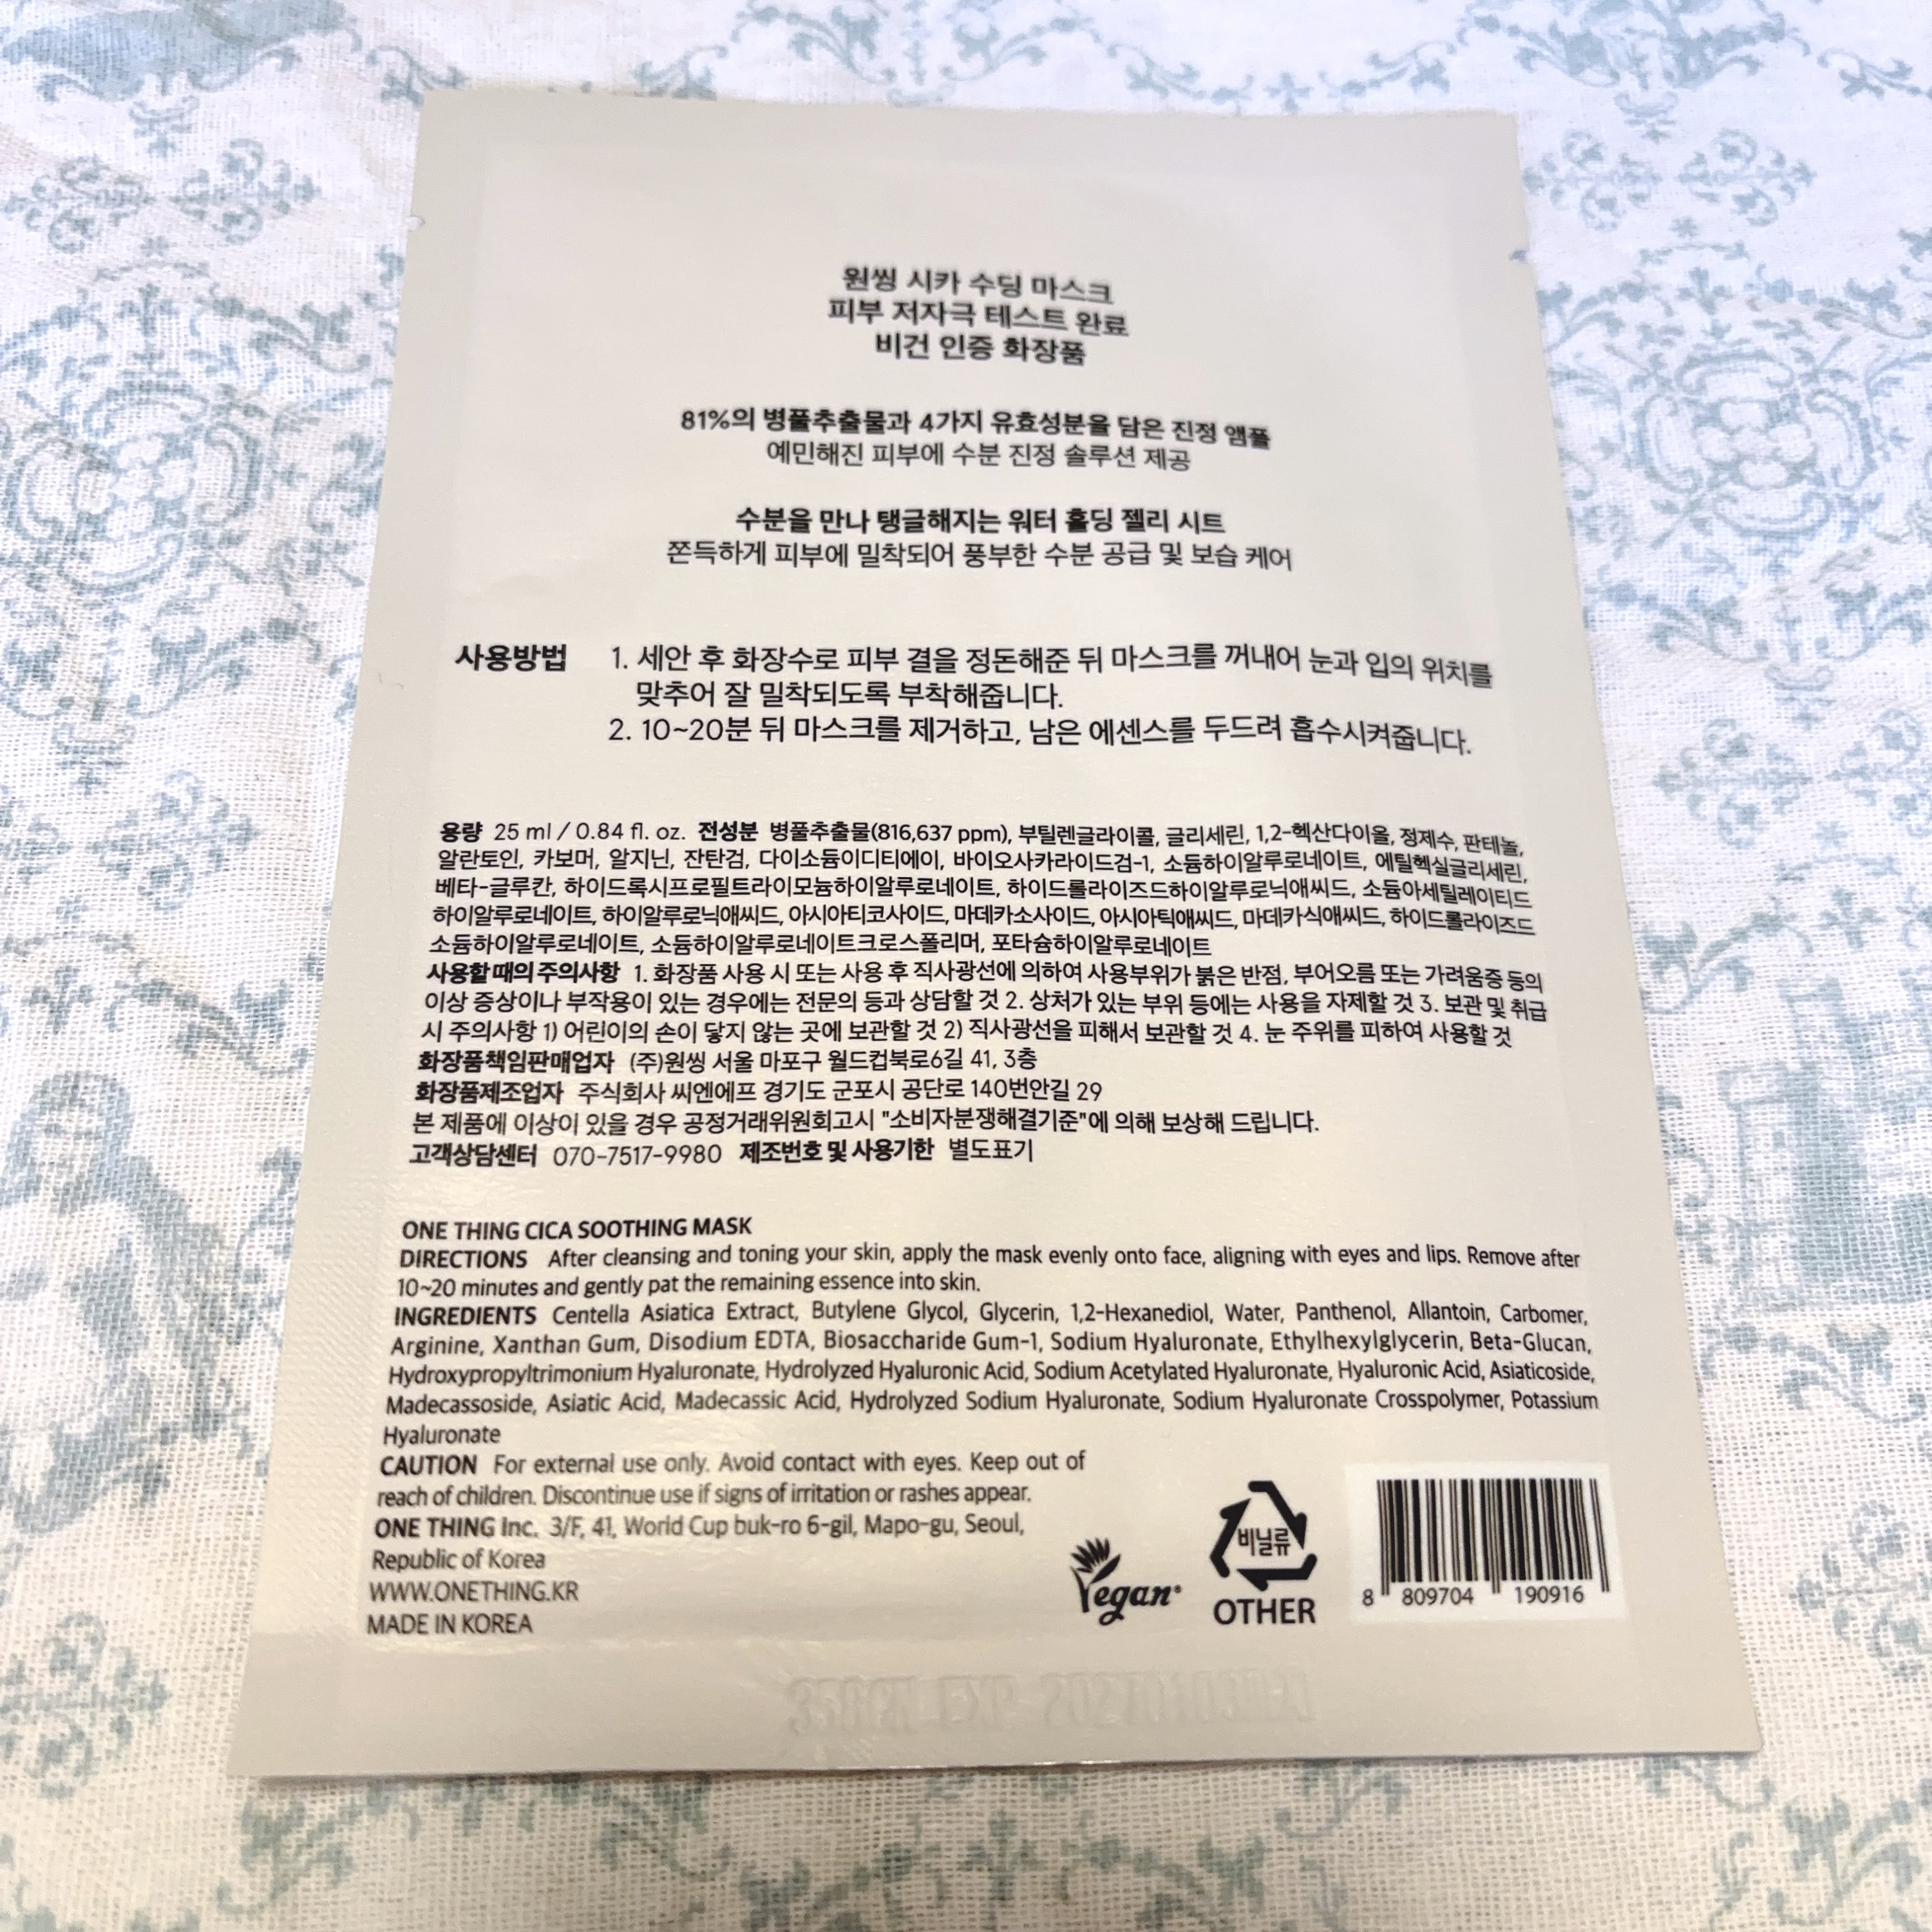 원씽 시카 수딩 마스크
피부 저자극 테스트 완료
비건 인증 화장품
81%의 병풀추출물과 4가지 유효성분을 담은 진정 앰플
예민해진 피부에 수분 진정 솔루션 제공
수분을 만나 탱글해지는 워터 홀딩 젤리 시트
쫀득하게 피부에 밀착되어 풍부한 수분 공급 및 보습 케어
사용방법 1. 세안 후 화장수로 피부 결을 정돈해준 뒤 마스크를 꺼내어 눈과 입의 위치를
맞추어 잘 밀착되도록 부착해줍니다.
2. 10~20분 뒤 마스크를 제거하고, 남은 에센스를 두드려 흡수시켜줍니다.
용량 25 ml / 0.84 fl. oz. 전성분 병풀추출물(816,637 ppm), 부틸렌글라이콜, 글리세린, 1,2-헥산다이올, 정제수, 판테놀,
알란토인, 카보머, 알지닌, 잔탄검, 다이소듐이디티에이, 바이오사카라이드검-1, 소듐하이알루로네이트, 에틸헥실글리세린,
베타-글루칸, 하이드록시프로필트라이모늄하이알루로네이트, 하이드롤라이즈드하이알루로닉애씨드, 소듐아세틸레이티드
하이알루로네이트, 하이알루로닉애씨드, 아시아티코사이드, 마데카소사이드, 아시아틱애씨드, 마데카식애씨드, 하이드롤라이즈드
소듐하이알루로네이트, 소듐하이알루로네이트크로스폴리머, 포타슘하이알루로네이트
사용할 때의 주의사항 1. 화장품 사용 시 또는 사용 후 직사광선에 의하여 사용부위가 붉은 반점, 부어오름 또는 가려움증 등의
이상 증상이나 부작용이 있는 경우에는 전문의 등과 상담할 것 2. 상처가 있는 부위 등에는 사용을 자제할 것 3. 보관 및 취급
시 주의사항 1) 어린이의 손이 닿지 않는 곳에 보관할 것 2) 직사광선을 피해서 보관할 것 4. 눈 주위를 피하여 사용할 것
화장품책임판매업자 (주)원씽 서울 마포구 월드컵북로6길 41, 3층
화장품제조업자 주식회사 씨엔에프 경기도 군포시 공단로 140번안길 29
본 제품에 이상이 있을 경우 공정거래위원회고시 "소비자분쟁해결기준"에 의해 보상해 드립니다.
고객상담센터 070-7517-9980 제조번호 및 사용기한 별도표기
ONE THING CICA SOOTHING MASK
DIRECTIONS After cleansing and toning your skin, apply the mask evenly onto face, aligning with eyes and lips. Remove after
10~20 minutes and gently pat the remaining essence into skin.
INGREDIENTS Centella Asiatica Extract, Butylene Glycol, Glycerin, 1,2-Hexanediol, Water, Panthenol, Allantoin, Carbomer,
Arginine, Xanthan Gum, Disodium EDTA, Biosaccharide Gum-1, Sodium Hyaluronate, Ethylhexylglycerin, Beta-Glucan,
Hydroxypropyltrimonium Hyaluronate, Hydrolyzed Hyaluronic Acid, Sodium Acetylated Hyaluronate, Hyaluronic Acid, Asiaticoside,
Madecassoside, Asiatic Acid, Madecassic Acid, Hydrolyzed Sodium Hyaluronate, Sodium Hyaluronate Crosspolymer, Potassium
Hyaluronate
CAUTION For external use only. Avoid contact with eyes. Keep out of
reach of children. Discontinue use if signs of irritation or rashes appear.
ONE THING Inc. 3/F, 41, World Cup buk-ro 6-gil, Mapo-gu, Seoul,
Republic of Korea
WWW.ONETHING.KR
MADE IN KOREA
Vegan
비닐류
OTHER
8 809704 190916
EXP